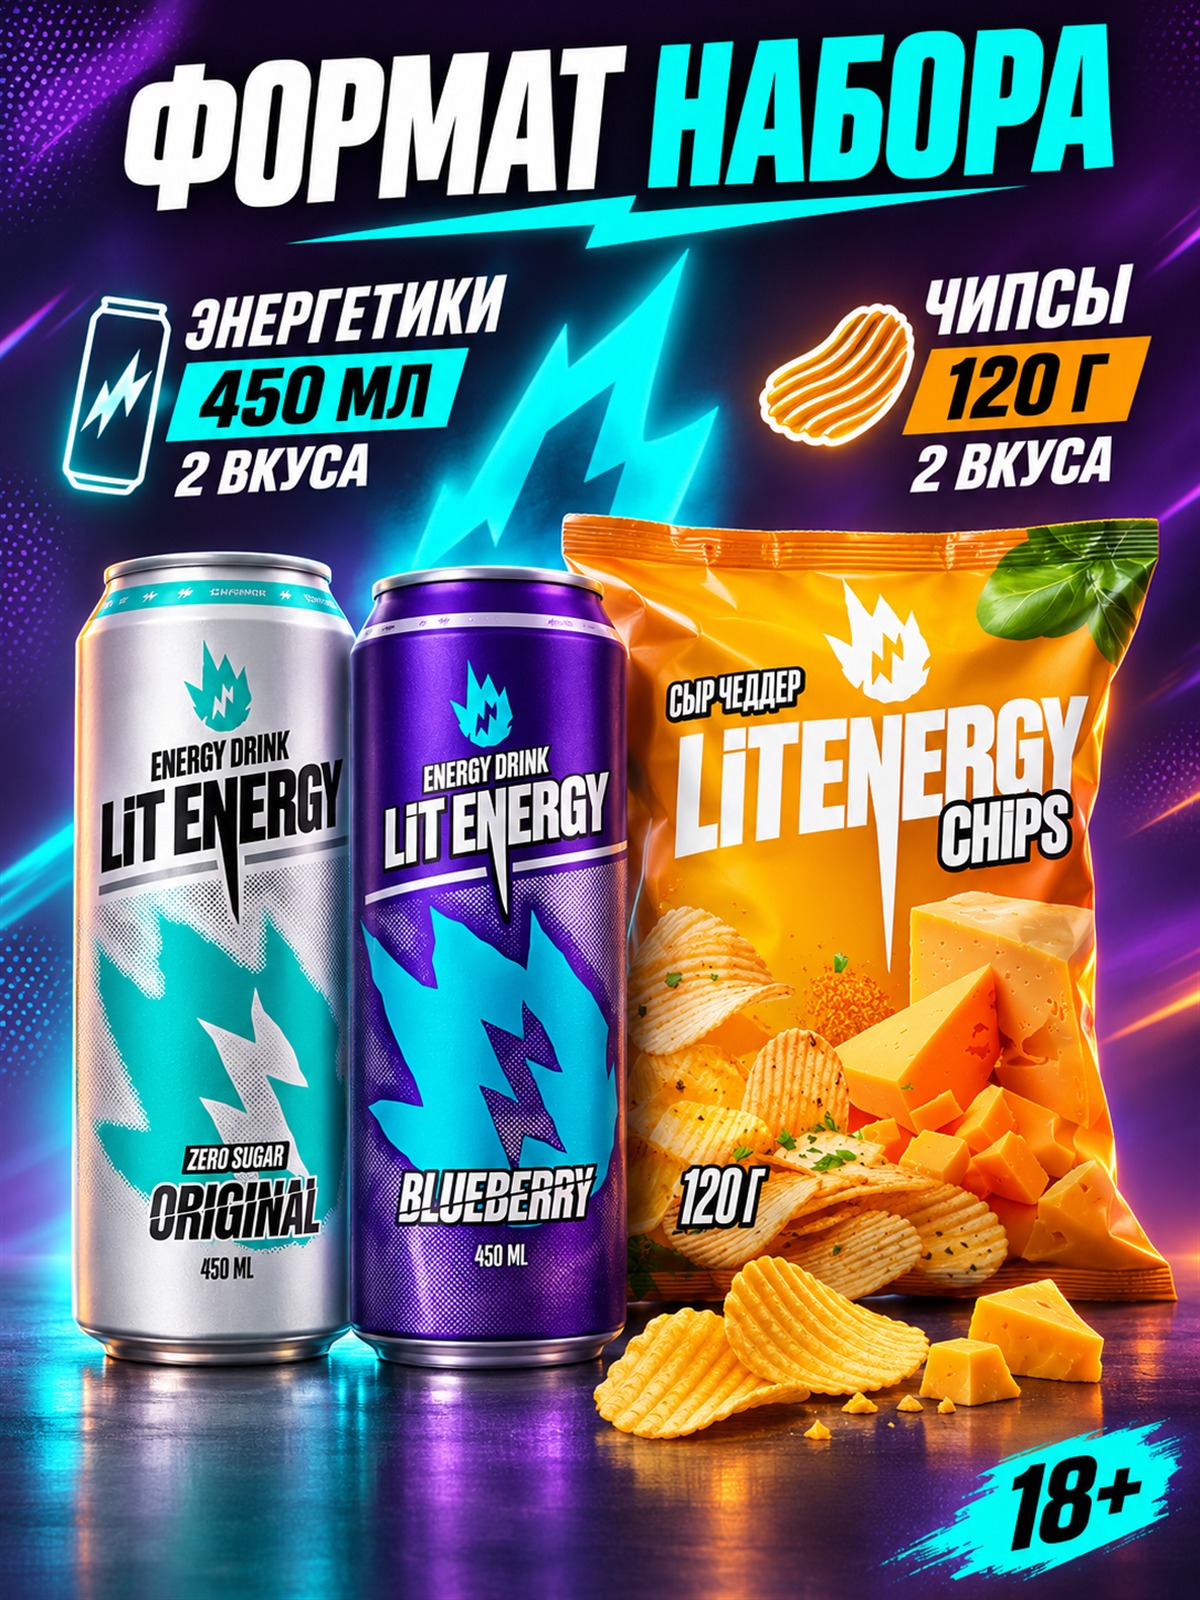 ФОРМАТ НАБОРА
ЭНЕРГЕТИКИ
450 МЛ
2 ВКУСА
ЧИПСЫ
120 Г
2 ВКУСА
ENERGY DRINK
LiT ENERGY
ZERO SUGAR
ORIGINAL
450 ML
ENERGY DRINK
LiT ENERGY
BLUEBERRY
450 ML
СЫР ЧЕДДЕР
LiTENERGY
CHiPS
120 Г
18+